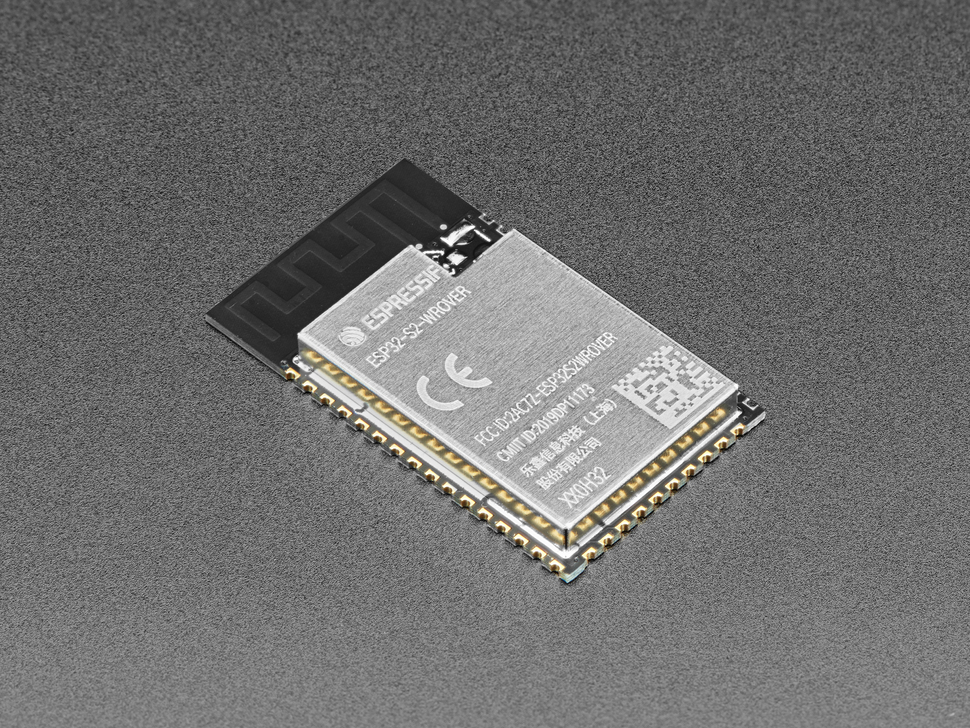 ESPRESSIF
ESP32-S2-WROVER
CE
FCC ID:2AC7Z-ESP32S2WROVER
CMIIT ID:2019DP11173
乐鑫信息科技（上海）
股份有限公司
XX0H32